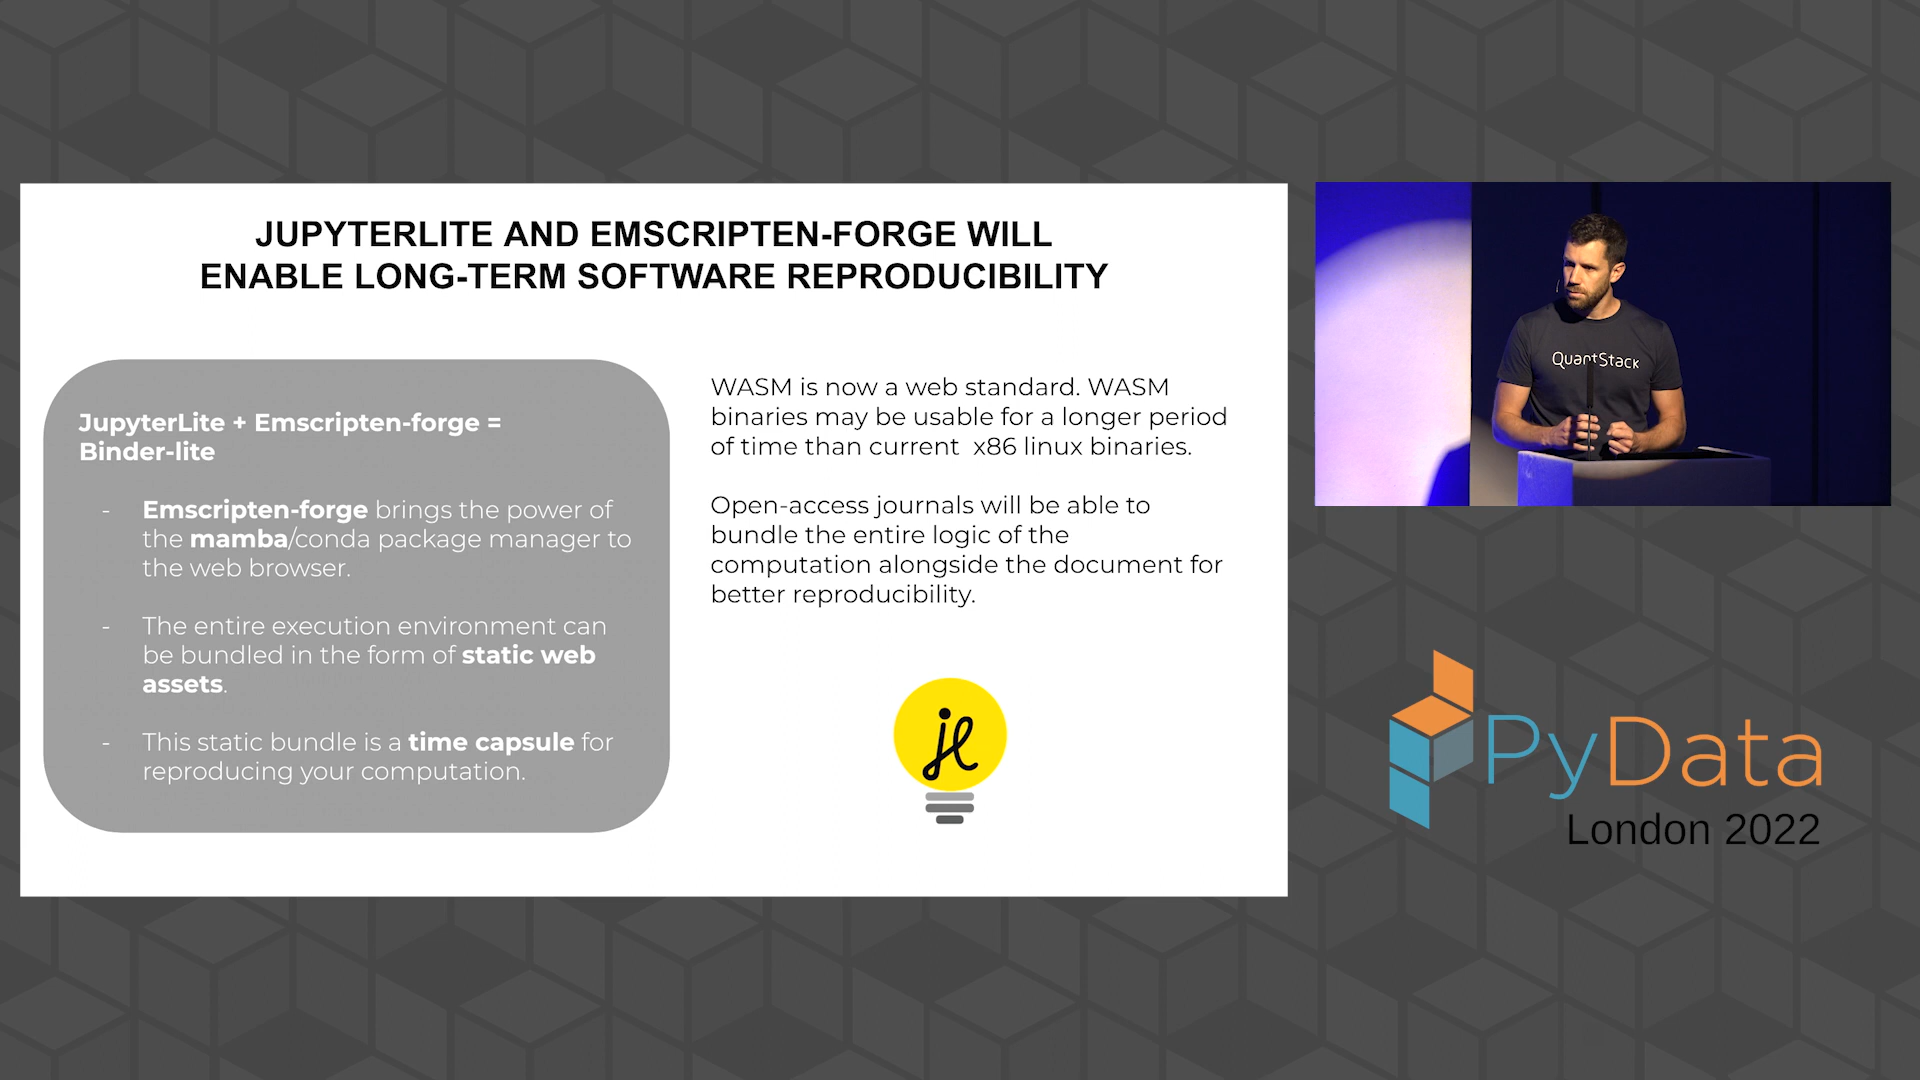 JUPYTERLITE AND EMSCRIPTEN-FORGE WILL
ENABLE LONG-TERM SOFTWARE REPRODUCIBILITY
JupyterLite + Emscripten-forge =
Binder-lite
- Emscripten-forge brings the power of
the mamba/conda package manager to
the web browser.
- The entire execution environment can
be bundled in the form of static web
assets.
- This static bundle is a time capsule for
reproducing your computation.
WASM is now a web standard. WASM
binaries may be usable for a longer period
of time than current x86 linux binaries.
Open-access journals will be able to
bundle the entire logic of the
computation alongside the document for
better reproducibility.
jl
QuantStack
PyData
London 2022